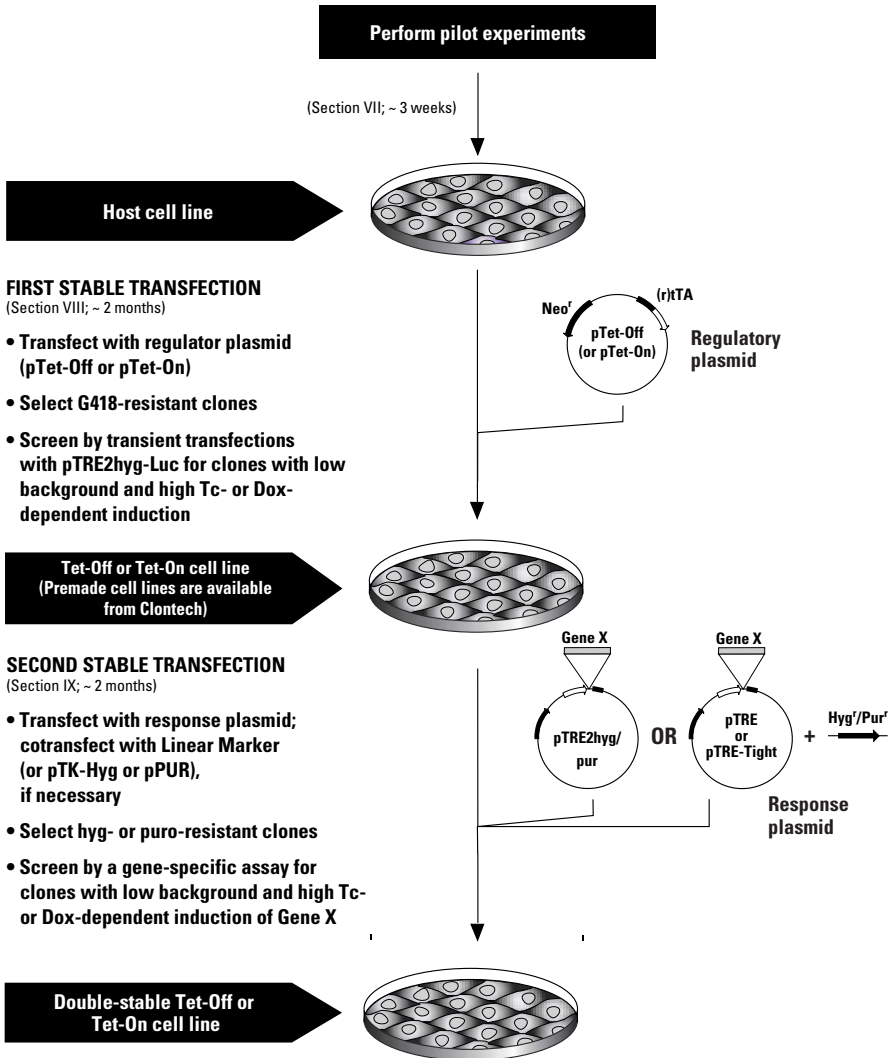 Perform pilot experiments
(Section VII; ~ 3 weeks)
Host cell line
FIRST STABLE TRANSFECTION
(Section VIII; ~ 2 months)
• Transfect with regulator plasmid
(pTet-Off or pTet-On)
• Select G418-resistant clones
• Screen by transient transfections
with pTRE2hyg-Luc for clones with low
background and high Tc- or Dox-
dependent induction
Neoʳ
(r)tTA
pTet-Off
(or pTet-On)
Regulatory
plasmid
Tet-Off or Tet-On cell line
(Premade cell lines are available
from Clontech)
SECOND STABLE TRANSFECTION
(Section IX; ~ 2 months)
• Transfect with response plasmid;
cotransfect with Linear Marker
(or pTK-Hyg or pPUR),
if necessary
• Select hyg- or puro-resistant clones
• Screen by a gene-specific assay for
clones with low background and high Tc-
or Dox-dependent induction of Gene X
Gene X
pTRE2hyg/
pur
OR
Gene X
pTRE
or
pTRE-Tight
+
Hygʳ/Purʳ
Response
plasmid
Double-stable Tet-Off or
Tet-On cell line